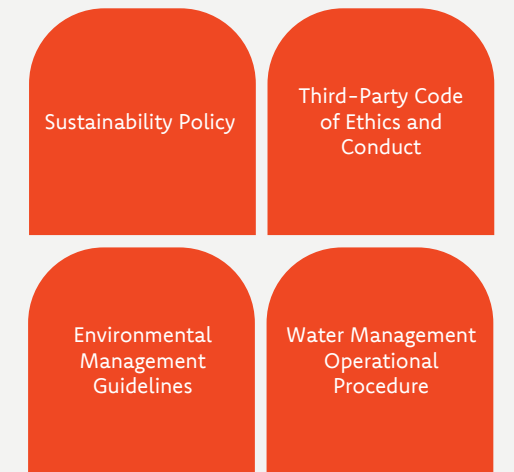 Sustainability Policy
Third-Party Code
of Ethics and
Conduct
Environmental
Management
Guidelines
Water Management
Operational
Procedure